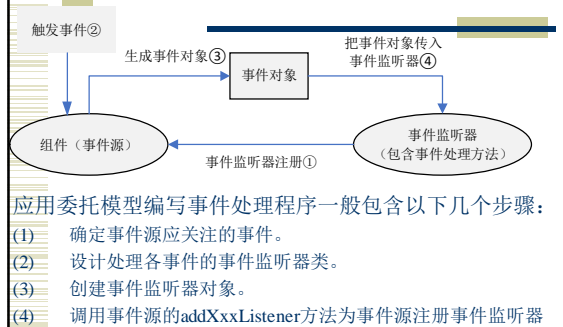 触发事件②
生成事件对象③
事件对象
把事件对象传入
事件监听器④
组件（事件源）
事件监听器
（包含事件处理方法）
事件监听器注册①
应用委托模型编写事件处理程序一般包含以下几个步骤：
(1) 确定事件源应关注的事件。
(2) 设计处理各事件的事件监听器类。
(3) 创建事件监听器对象。
(4) 调用事件源的addXxxListener方法为事件源注册事件监听器